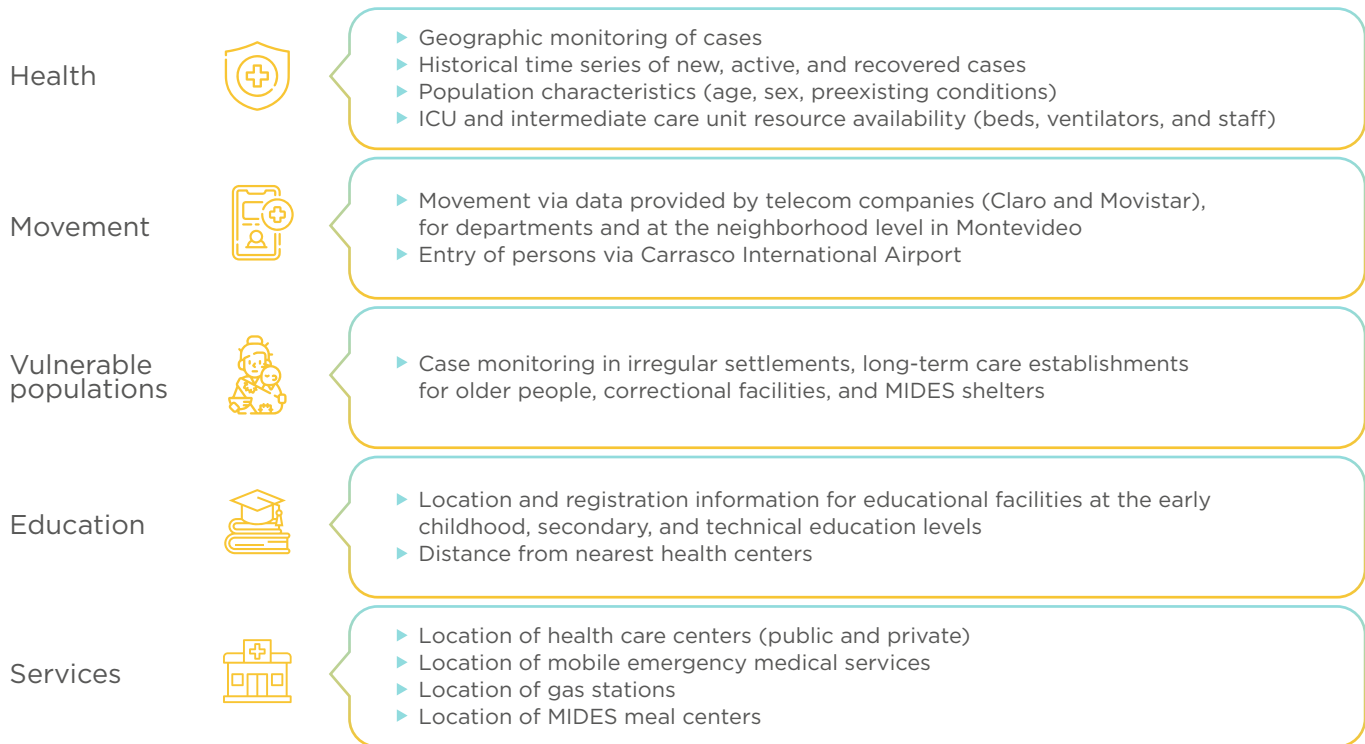 Health
Geographic monitoring of cases
Historical time series of new, active, and recovered cases
Population characteristics (age, sex, preexisting conditions)
ICU and intermediate care unit resource availability (beds, ventilators, and staff)
Movement
Movement via data provided by telecom companies (Claro and Movistar),
for departments and at the neighborhood level in Montevideo
Entry of persons via Carrasco International Airport
Vulnerable
populations
Case monitoring in irregular settlements, long-term care establishments
for older people, correctional facilities, and MIDES shelters
Education
Location and registration information for educational facilities at the early
childhood, secondary, and technical education levels
Distance from nearest health centers
Services
Location of health care centers (public and private)
Location of mobile emergency medical services
Location of gas stations
Location of MIDES meal centers